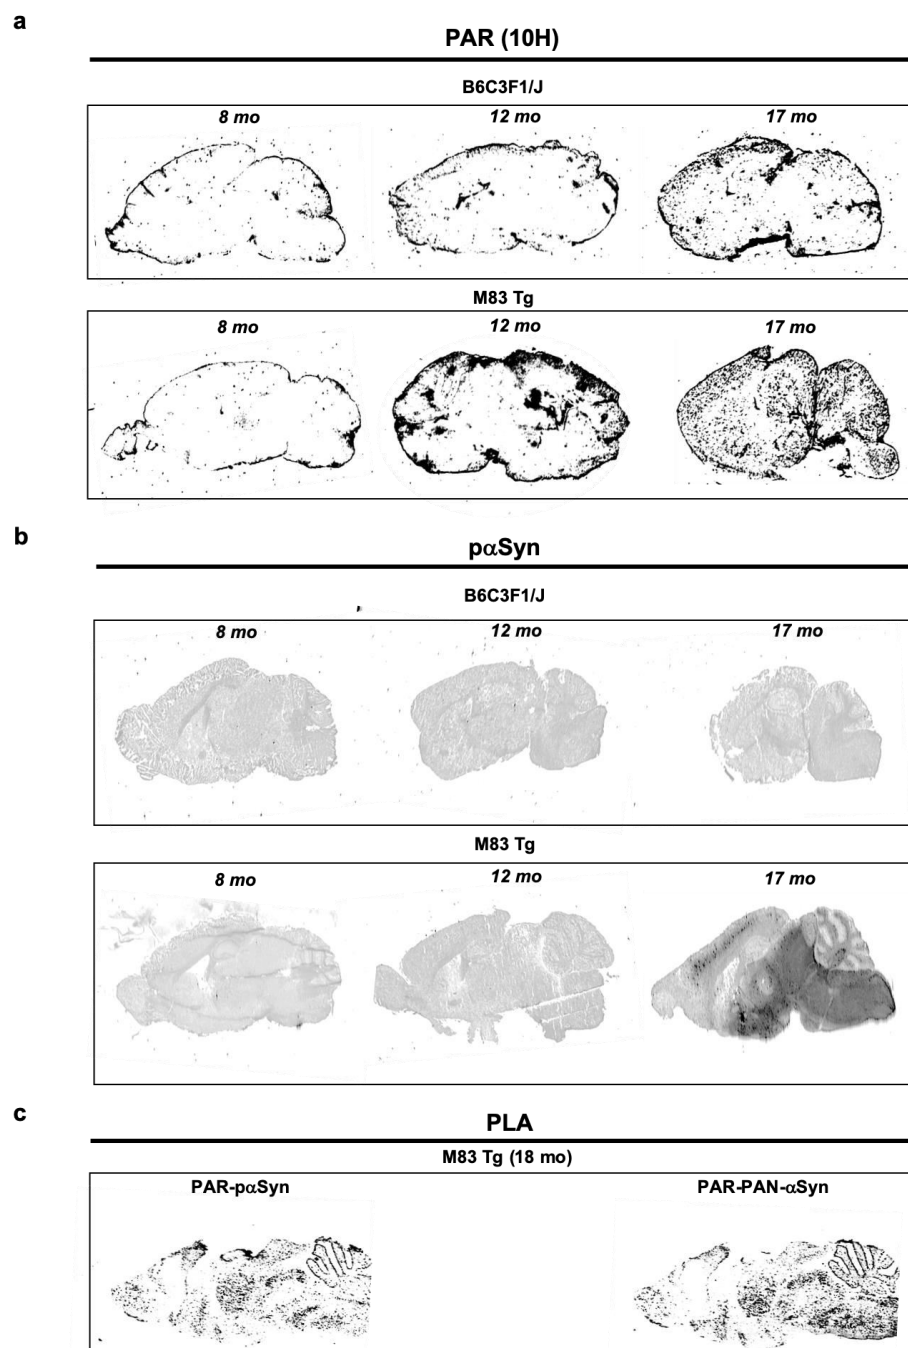 a
PAR (10H)
B6C3F1/J
8 mo
12 mo
17 mo
M83 Tg
8 mo
12 mo
17 mo
b
pαSyn
B6C3F1/J
8 mo
12 mo
17 mo
M83 Tg
8 mo
12 mo
17 mo
c
PLA
M83 Tg (18 mo)
PAR-pαSyn
PAR-PAN-αSyn